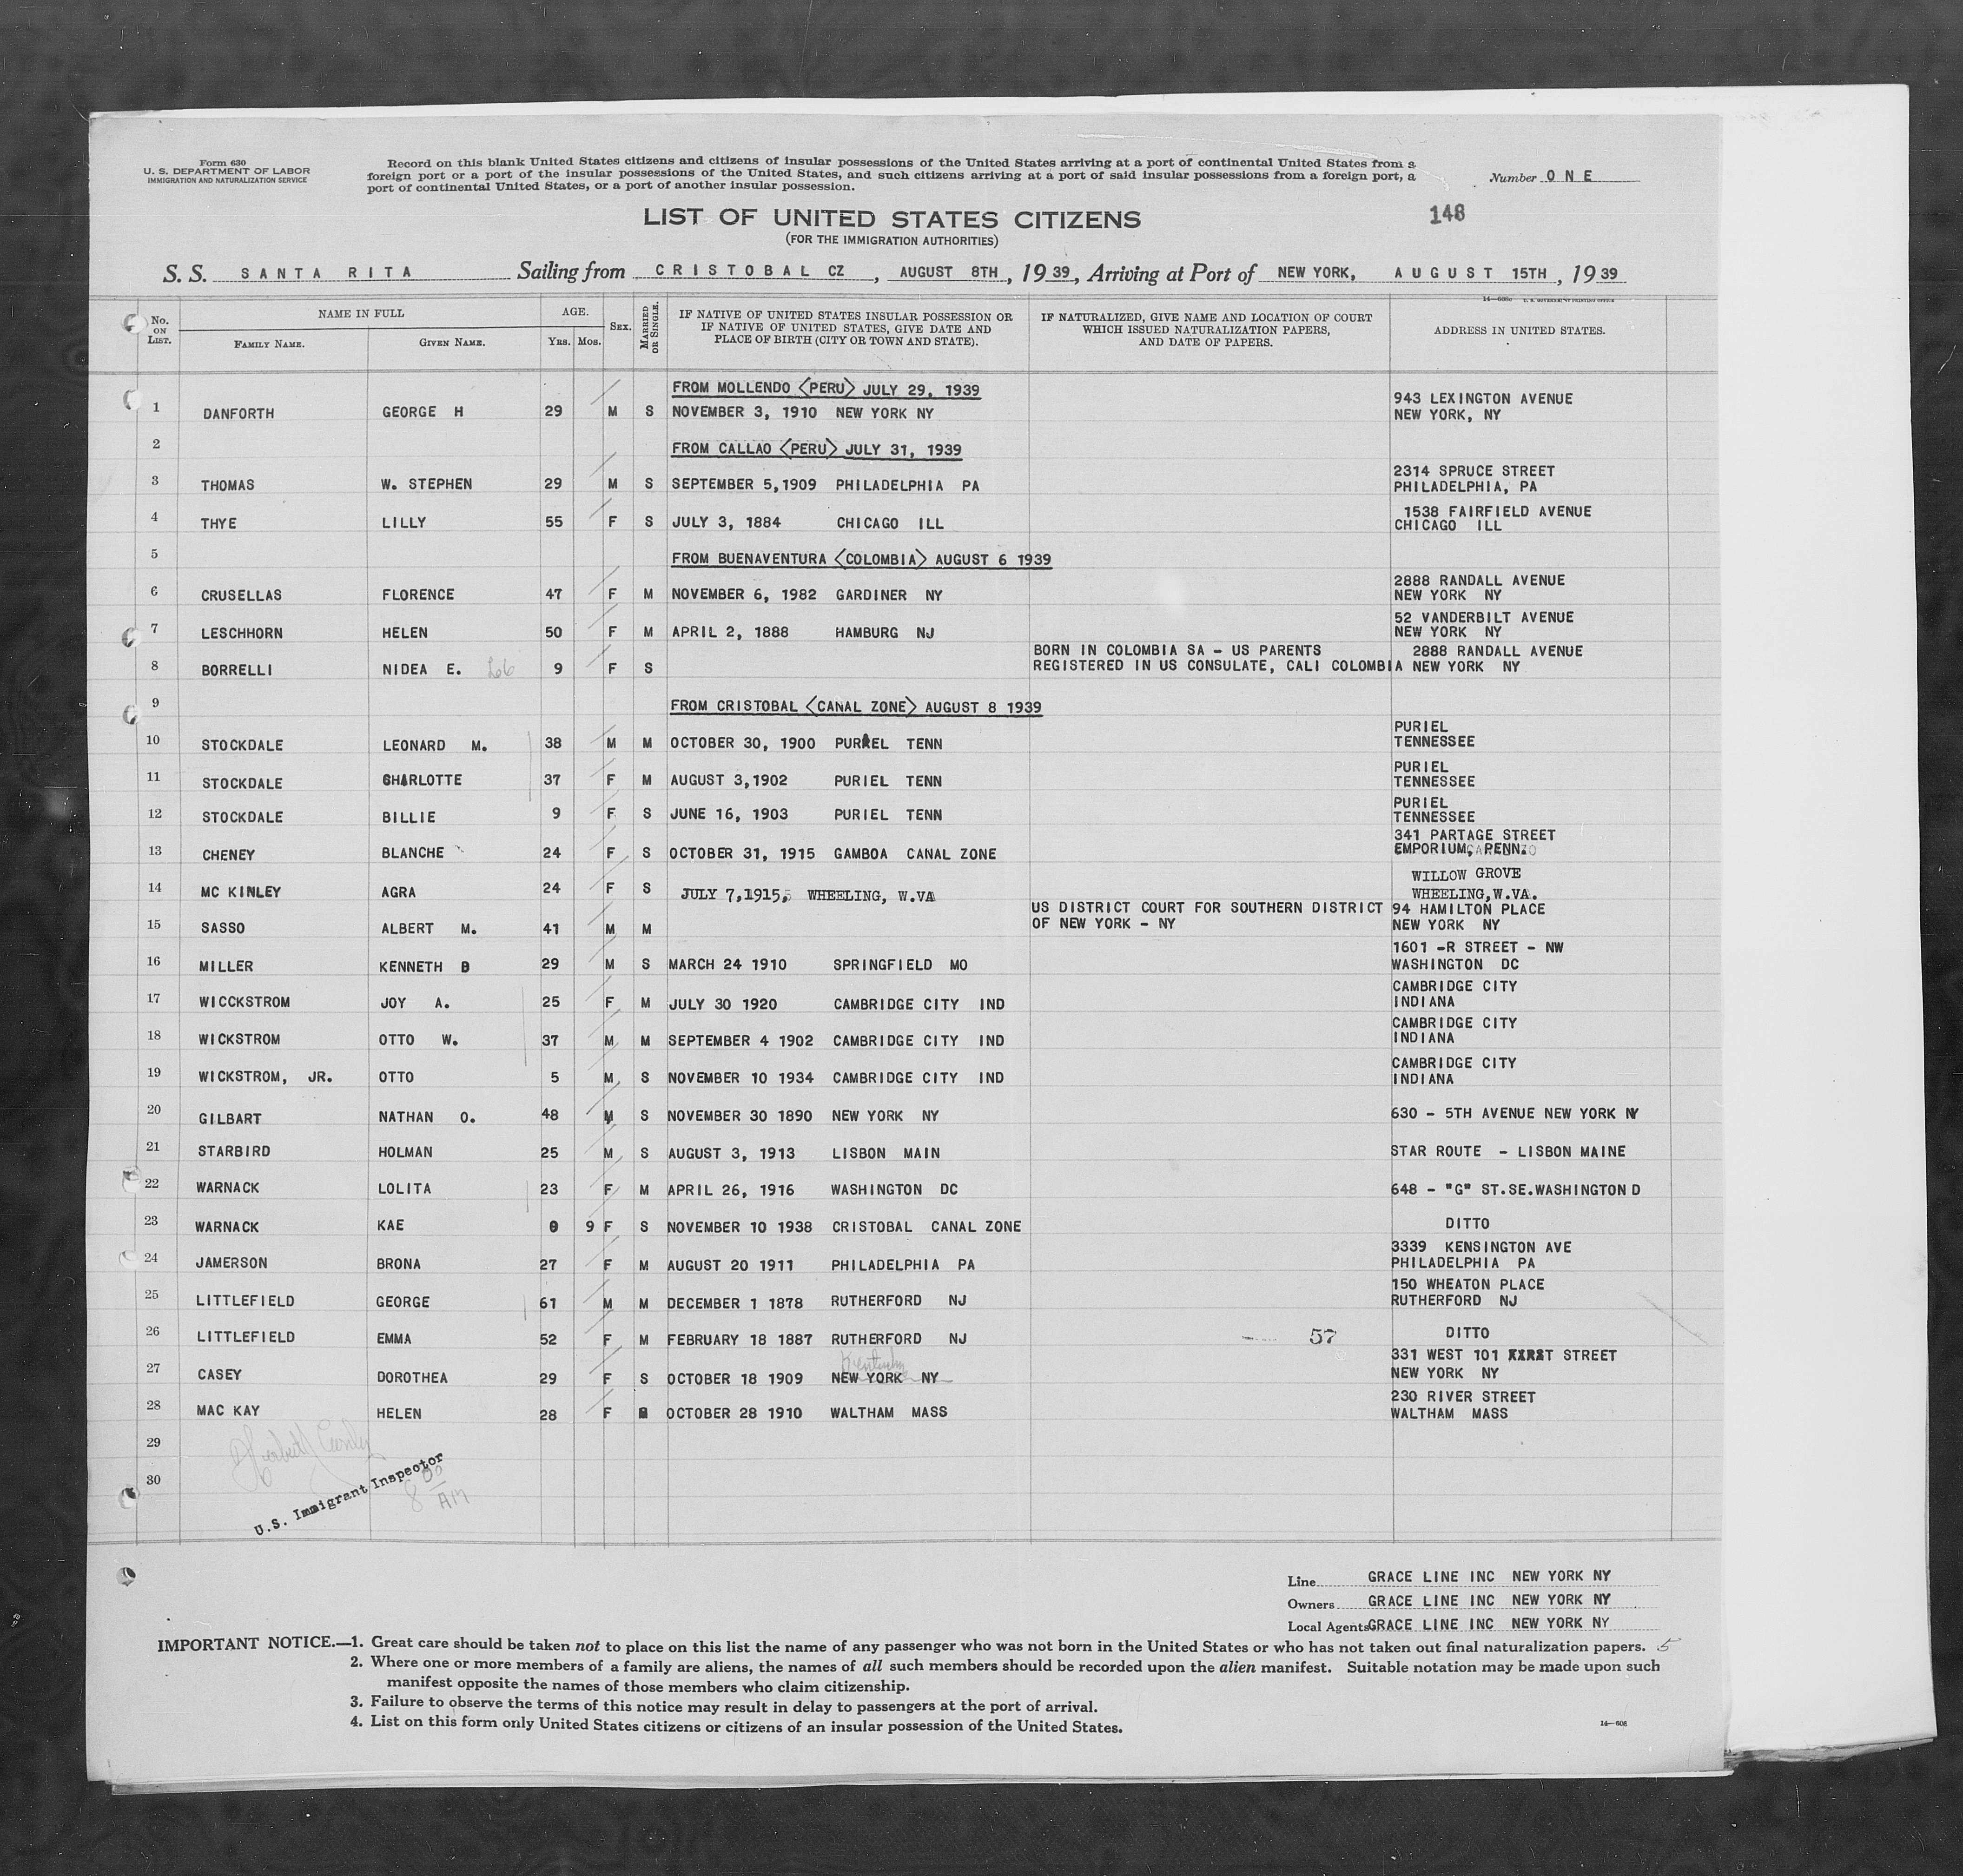 Form 630
U. S. DEPARTMENT OF LABOR
IMMIGRATION AND NATURALIZATION SERVICE
Record on this blank United States citizens and citizens of insular possessions of the United States arriving at a port of continental United States from a
foreign port or a port of the insular possessions of the United States, and such citizens arriving at a port of said insular possessions from a foreign port, a
port of continental United States, or a port of another insular possession.
Number ONE
148
LIST OF UNITED STATES CITIZENS
(FOR THE IMMIGRATION AUTHORITIES)
S. S. SANTA RITA Sailing from CRISTOBAL CZ, AUGUST 8TH, 1939, Arriving at Port of NEW YORK, AUGUST 15TH, 1939
No. ON LIST. NAME IN FULL FAMILY NAME. GIVEN NAME. AGE. YRS. MOS. SEX. MARRIED OR SINGLE. IF NATIVE OF UNITED STATES INSULAR POSSESSION OR IF NATIVE OF UNITED STATES, GIVE DATE AND PLACE OF BIRTH (CITY OR TOWN AND STATE). IF NATURALIZED, GIVE NAME AND LOCATION OF COURT WHICH ISSUED NATURALIZATION PAPERS, AND DATE OF PAPERS. ADDRESS IN UNITED STATES.
FROM MOLLENDO <PERU> JULY 29, 1939
1 DANFORTH GEORGE H 29 M S NOVEMBER 3, 1910 NEW YORK NY 943 LEXINGTON AVENUE NEW YORK, NY
2 FROM CALLAO <PERU> JULY 31, 1939
3 THOMAS W. STEPHEN 29 M S SEPTEMBER 5,1909 PHILADELPHIA PA 2314 SPRUCE STREET PHILADELPHIA, PA
4 THYE LILLY 55 F S JULY 3, 1884 CHICAGO ILL 1538 FAIRFIELD AVENUE CHICAGO ILL
5 FROM BUENAVENTURA <COLOMBIA> AUGUST 6 1939
6 CRUSELLAS FLORENCE 47 F M NOVEMBER 6, 1982 GARDINER NY 2888 RANDALL AVENUE NEW YORK NY
7 LESCHHORN HELEN 50 F M APRIL 2, 1888 HAMBURG NJ 52 VANDERBILT AVENUE NEW YORK NY
8 BORRELLI NIDEA E. 9 F S BORN IN COLOMBIA SA - US PARENTS REGISTERED IN US CONSULATE, CALI COLOMBIA 2888 RANDALL AVENUE NEW YORK NY
9 FROM CRISTOBAL <CANAL ZONE> AUGUST 8 1939
10 STOCKDALE LEONARD M. 38 M M OCTOBER 30, 1900 TENN PURIEL TENNESSEE
11 STOCKDALE CHARLOTTE 37 F M AUGUST 3,1902 PURIEL TENN PURIEL TENNESSEE
12 STOCKDALE BILLIE 9 F S JUNE 16, 1903 PURIEL TENN PURIEL TENNESSEE
13 CHENEY BLANCHE 24 F S OCTOBER 31, 1915 GAMBOA CANAL ZONE 341 PARTAGE STREET EMPORIUM, PENN.
14 MC KINLEY AGRA 24 F S JULY 7,1915, WHEELING, W.VA WILLOW GROVE WHEELING,W.VA.
15 SASSO ALBERT M. 41 M M US DISTRICT COURT FOR SOUTHERN DISTRICT OF NEW YORK - NY 94 HAMILTON PLACE NEW YORK NY
16 MILLER KENNETH B 29 M S MARCH 24 1910 SPRINGFIELD MO 1601 -R STREET - NW WASHINGTON DC
17 WICCKSTROM JOY A. 25 F M JULY 30 1920 CAMBRIDGE CITY IND CAMBRIDGE CITY INDIANA
18 WICKSTROM OTTO W. 37 M M SEPTEMBER 4 1902 CAMBRIDGE CITY IND CAMBRIDGE CITY INDIANA
19 WICKSTROM, JR. OTTO 5 M S NOVEMBER 10 1934 CAMBRIDGE CITY IND CAMBRIDGE CITY INDIANA
20 GILBART NATHAN O. 48 M S NOVEMBER 30 1890 NEW YORK NY 630 - 5TH AVENUE NEW YORK NY
21 STARBIRD HOLMAN 25 M S AUGUST 3, 1913 LISBON MAIN STAR ROUTE - LISBON MAINE
22 WARNACK LOLITA 23 F M APRIL 26, 1916 WASHINGTON DC 648 - "G" ST.SE.WASHINGTON D
23 WARNACK KAE 0 9 F S NOVEMBER 10 1938 CRISTOBAL CANAL ZONE DITTO
24 JAMERSON BRONA 27 F M AUGUST 20 1911 PHILADELPHIA PA 3339 KENSINGTON AVE PHILADELPHIA PA
25 LITTLEFIELD GEORGE 61 M M DECEMBER 1 1878 RUTHERFORD NJ 150 WHEATON PLACE RUTHERFORD NJ
26 LITTLEFIELD EMMA 52 F M FEBRUARY 18 1887 RUTHERFORD NJ 57 DITTO
27 CASEY DOROTHEA 29 F S OCTOBER 18 1909 Kentucky NEW YORK NY 331 WEST 101 STREET NEW YORK NY
28 MAC KAY HELEN 28 F OCTOBER 28 1910 WALTHAM MASS 230 RIVER STREET WALTHAM MASS
29
30
U.S. Immigrant Inspector
8 00 AM
Line GRACE LINE INC NEW YORK NY
Owners GRACE LINE INC NEW YORK NY
Local Agents GRACE LINE INC NEW YORK NY
IMPORTANT NOTICE.—1. Great care should be taken not to place on this list the name of any passenger who was not born in the United States or who has not taken out final naturalization papers. 5
2. Where one or more members of a family are aliens, the names of all such members should be recorded upon the alien manifest. Suitable notation may be made upon such
manifest opposite the names of those members who claim citizenship.
3. Failure to observe the terms of this notice may result in delay to passengers at the port of arrival.
4. List on this form only United States citizens or citizens of an insular possession of the United States.
14—606